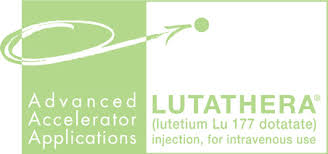 Advanced
Accelerator
Applications
LUTATHERA®
(lutetium Lu 177 dotatate)
injection, for intravenous use